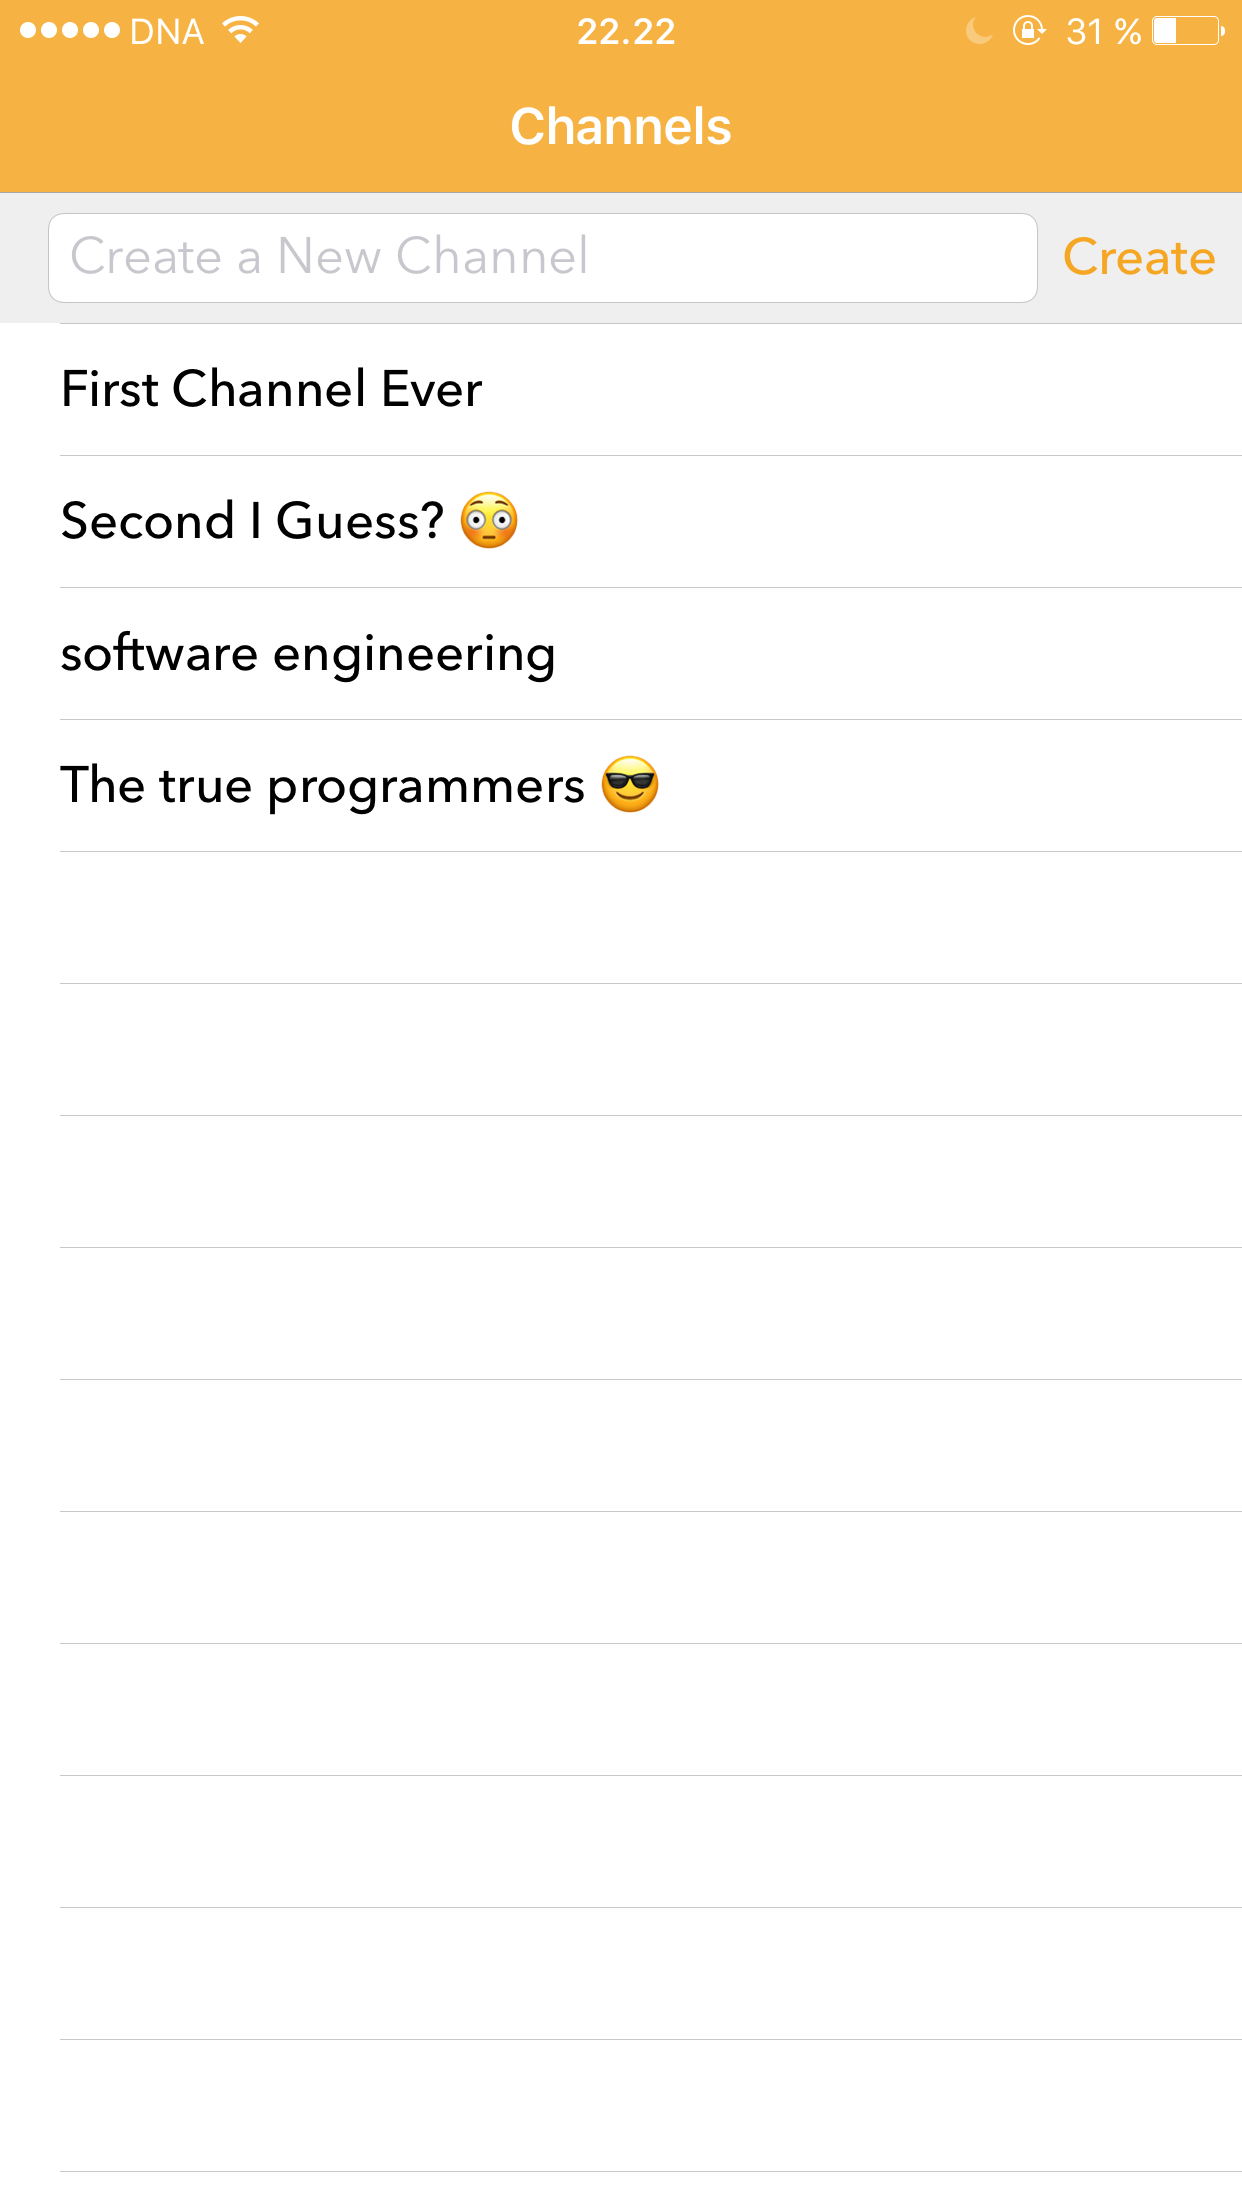 DNA 22.22 31 %
Channels
Create a New Channel Create
First Channel Ever
Second I Guess? 😳
software engineering
The true programmers 😎